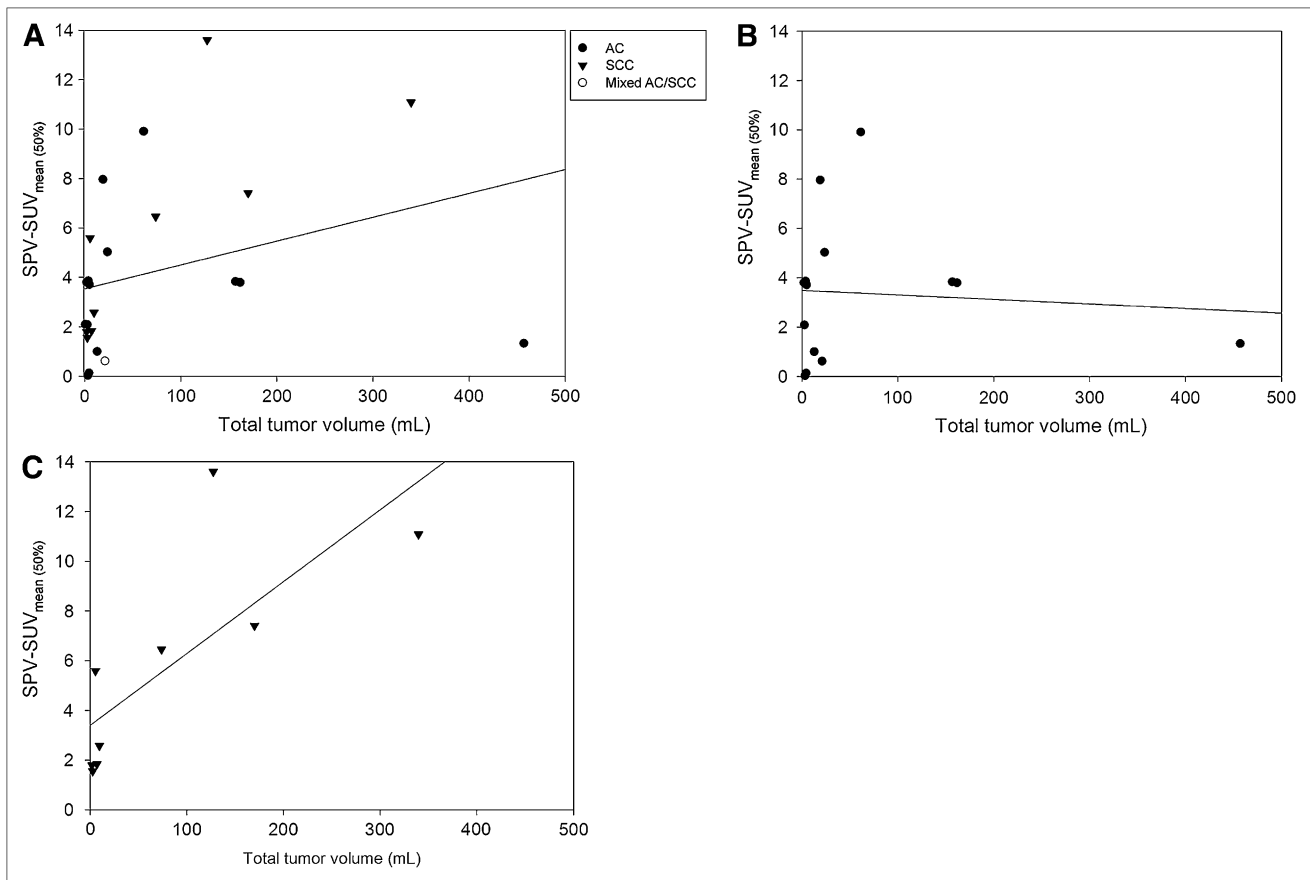 A
14
12
10
8
6
4
2
0
SPV-SUVmean (50%)
0 100 200 300 400 500
Total tumor volume (mL)
AC
SCC
Mixed AC/SCC
B
14
12
10
8
6
4
2
0
SPV-SUVmean (50%)
0 100 200 300 400 500
Total tumor volume (mL)
C
14
12
10
8
6
4
2
0
SPV-SUVmean (50%)
0 100 200 300 400 500
Total tumor volume (mL)